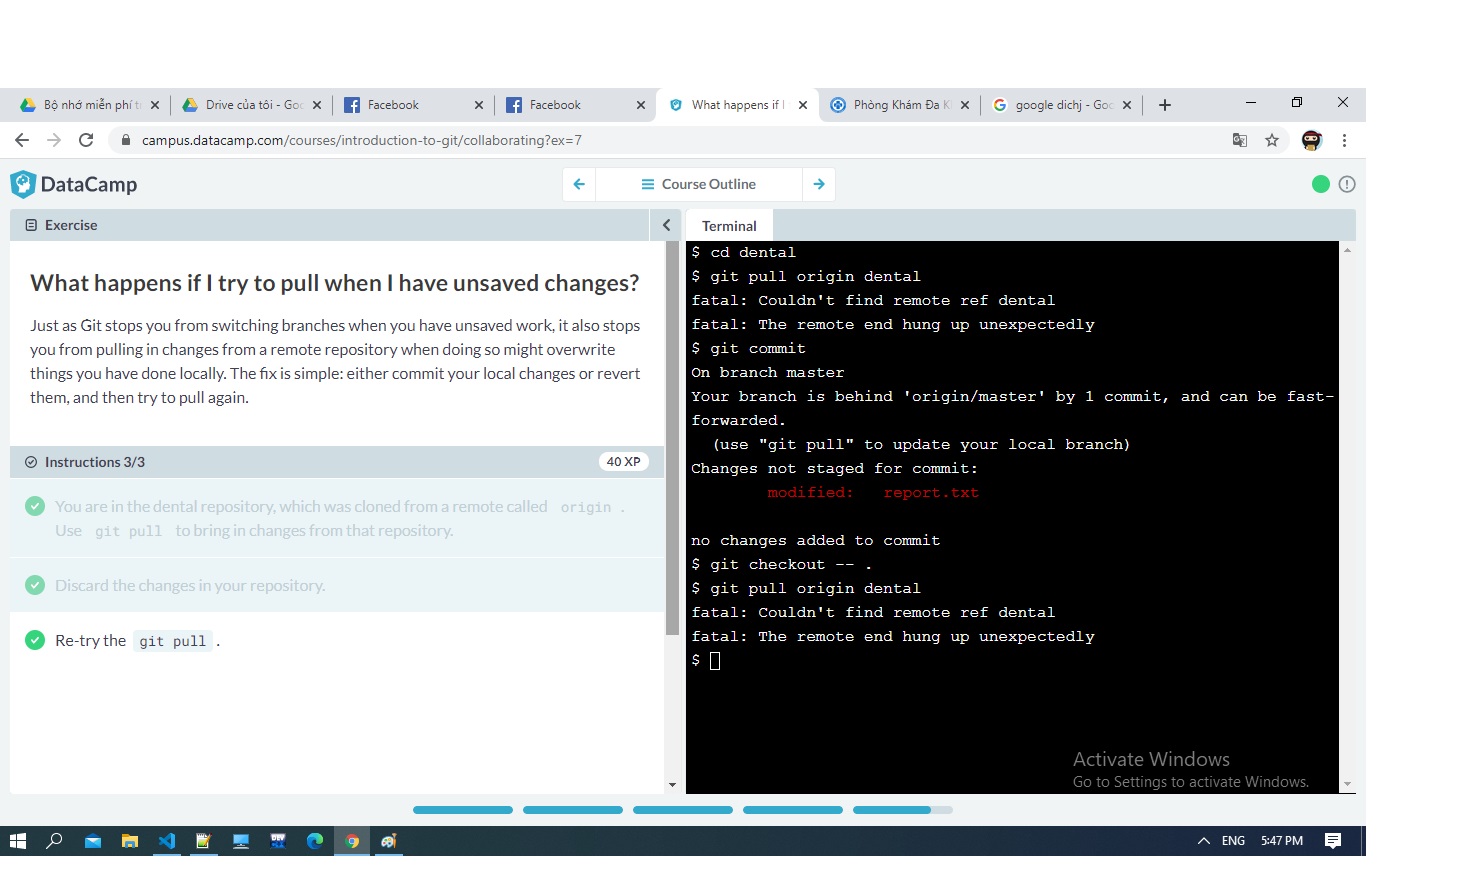 Bộ nhớ miễn phí t
Drive của tôi - Goo
Facebook
Facebook
What happens if I
Phòng Khám Đa K
google dichj - Goo
campus.datacamp.com/courses/introduction-to-git/collaborating?ex=7
DataCamp
Course Outline
Exercise
Terminal
What happens if I try to pull when I have unsaved changes?
Just as Git stops you from switching branches when you have unsaved work, it also stops
you from pulling in changes from a remote repository when doing so might overwrite
things you have done locally. The fix is simple: either commit your local changes or revert
them, and then try to pull again.
Instructions 3/3
40 XP
You are in the dental repository, which was cloned from a remote called origin .
Use git pull to bring in changes from that repository.
Discard the changes in your repository.
Re-try the git pull .
$ cd dental
$ git pull origin dental
fatal: Couldn't find remote ref dental
fatal: The remote end hung up unexpectedly
$ git commit
On branch master
Your branch is behind 'origin/master' by 1 commit, and can be fast-
forwarded.
(use "git pull" to update your local branch)
Changes not staged for commit:
modified: report.txt
no changes added to commit
$ git checkout -- .
$ git pull origin dental
fatal: Couldn't find remote ref dental
fatal: The remote end hung up unexpectedly
$
Activate Windows
Go to Settings to activate Windows.
ENG
5:47 PM